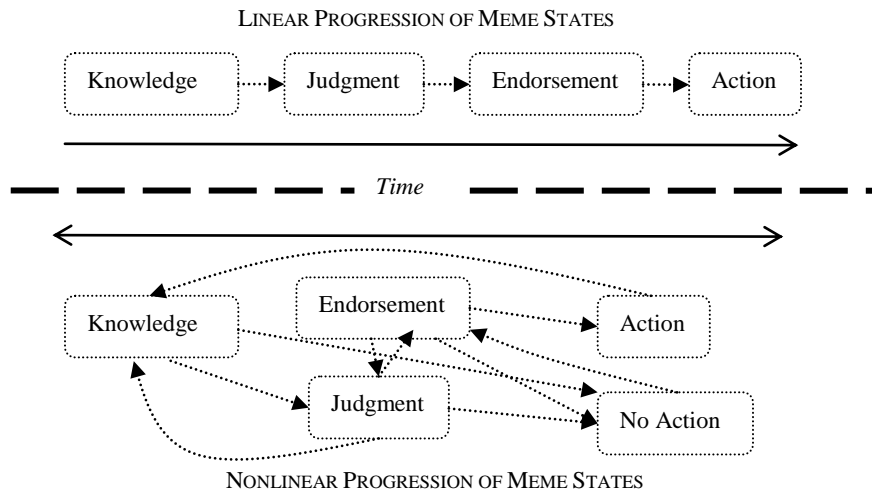 LINEAR PROGRESSION OF MEME STATES
Knowledge Judgment Endorsement Action
Time
Endorsement
Knowledge Action
Judgment No Action
NONLINEAR PROGRESSION OF MEME STATES